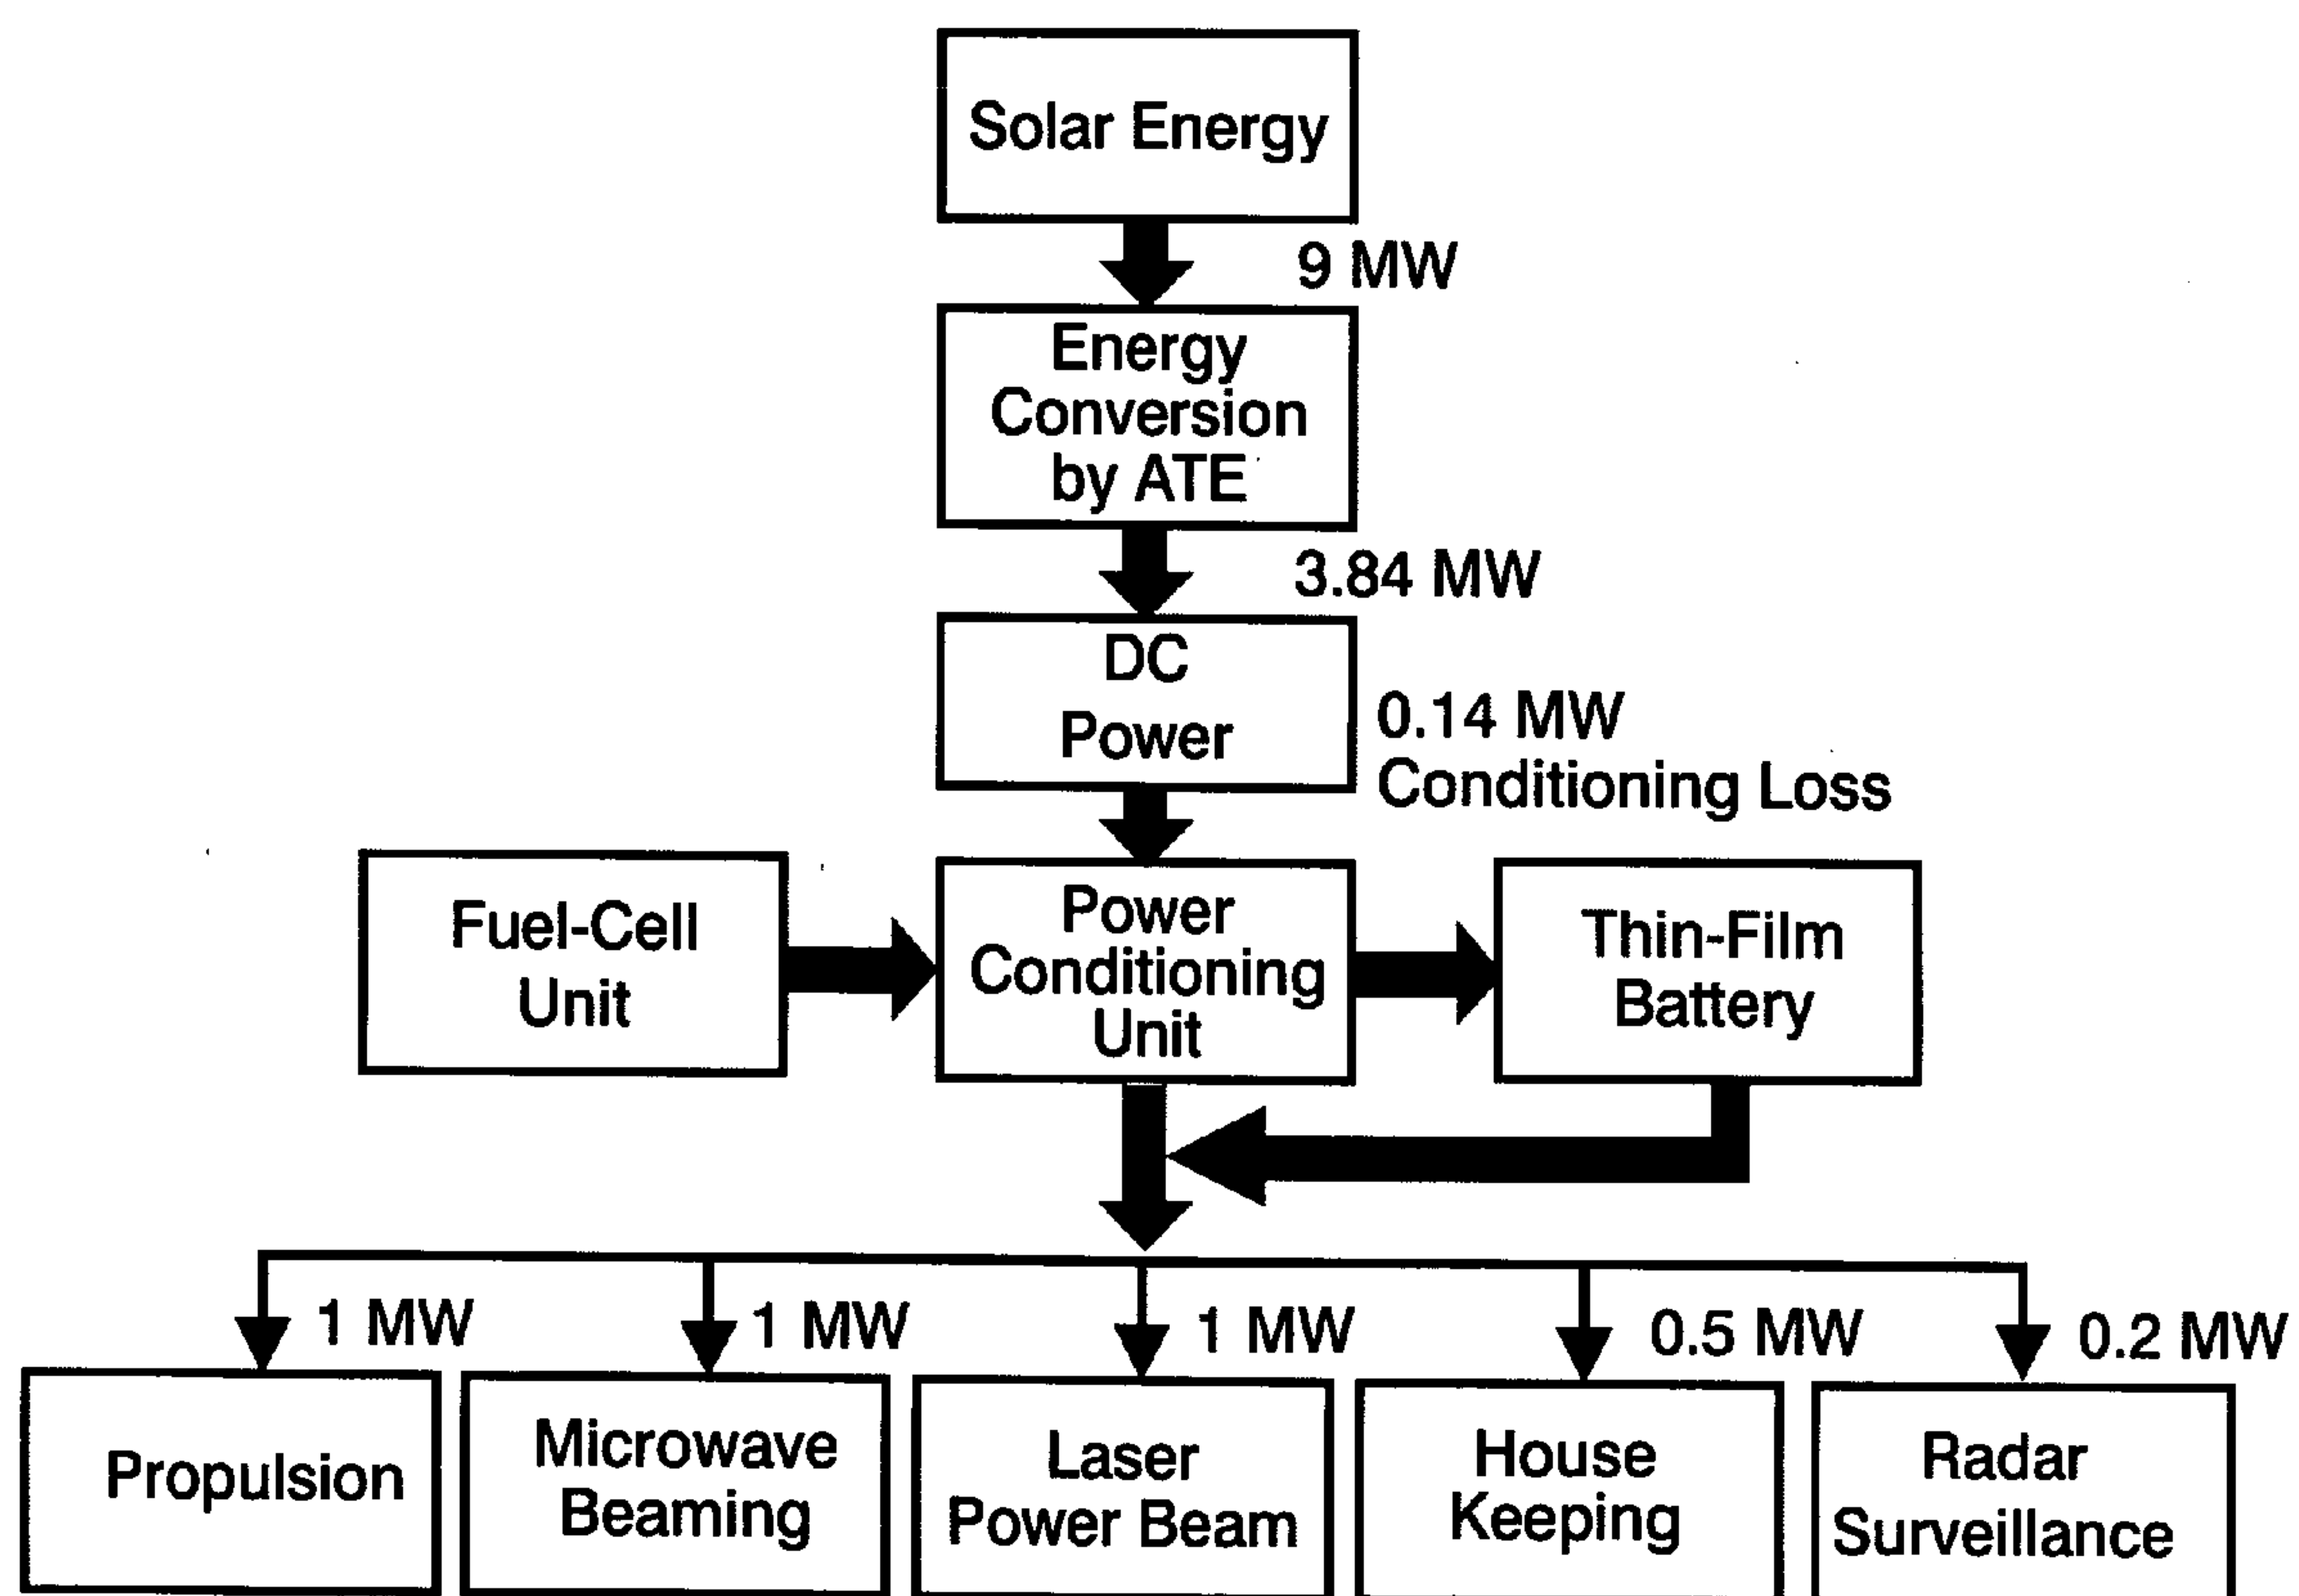 Solar Energy
9 MW
Energy
Conversion
by ATE
3.84 MW
DC
Power
0.14 MW
Conditioning Loss
Fuel-Cell
Unit
Power
Conditioning
Unit
Thin-Film
Battery
1 MW
1 MW
1 MW
0.5 MW
0.2 MW
Propulsion
Microwave
Beaming
Laser
Power Beam
House
Keeping
Radar
Surveillance